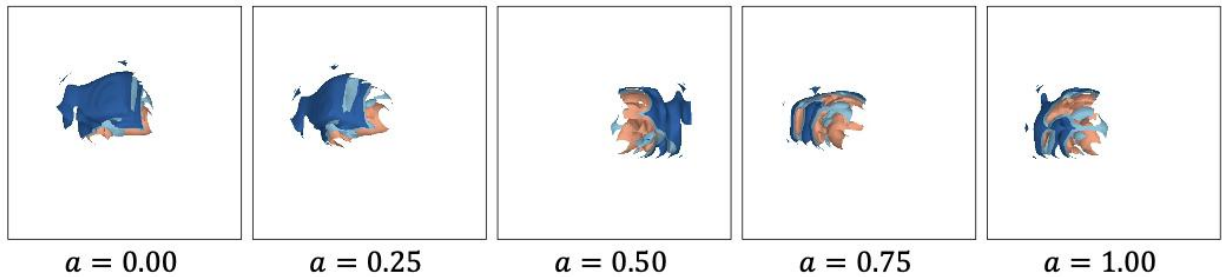 a = 0.00
a = 0.25
a = 0.50
a = 0.75
a = 1.00